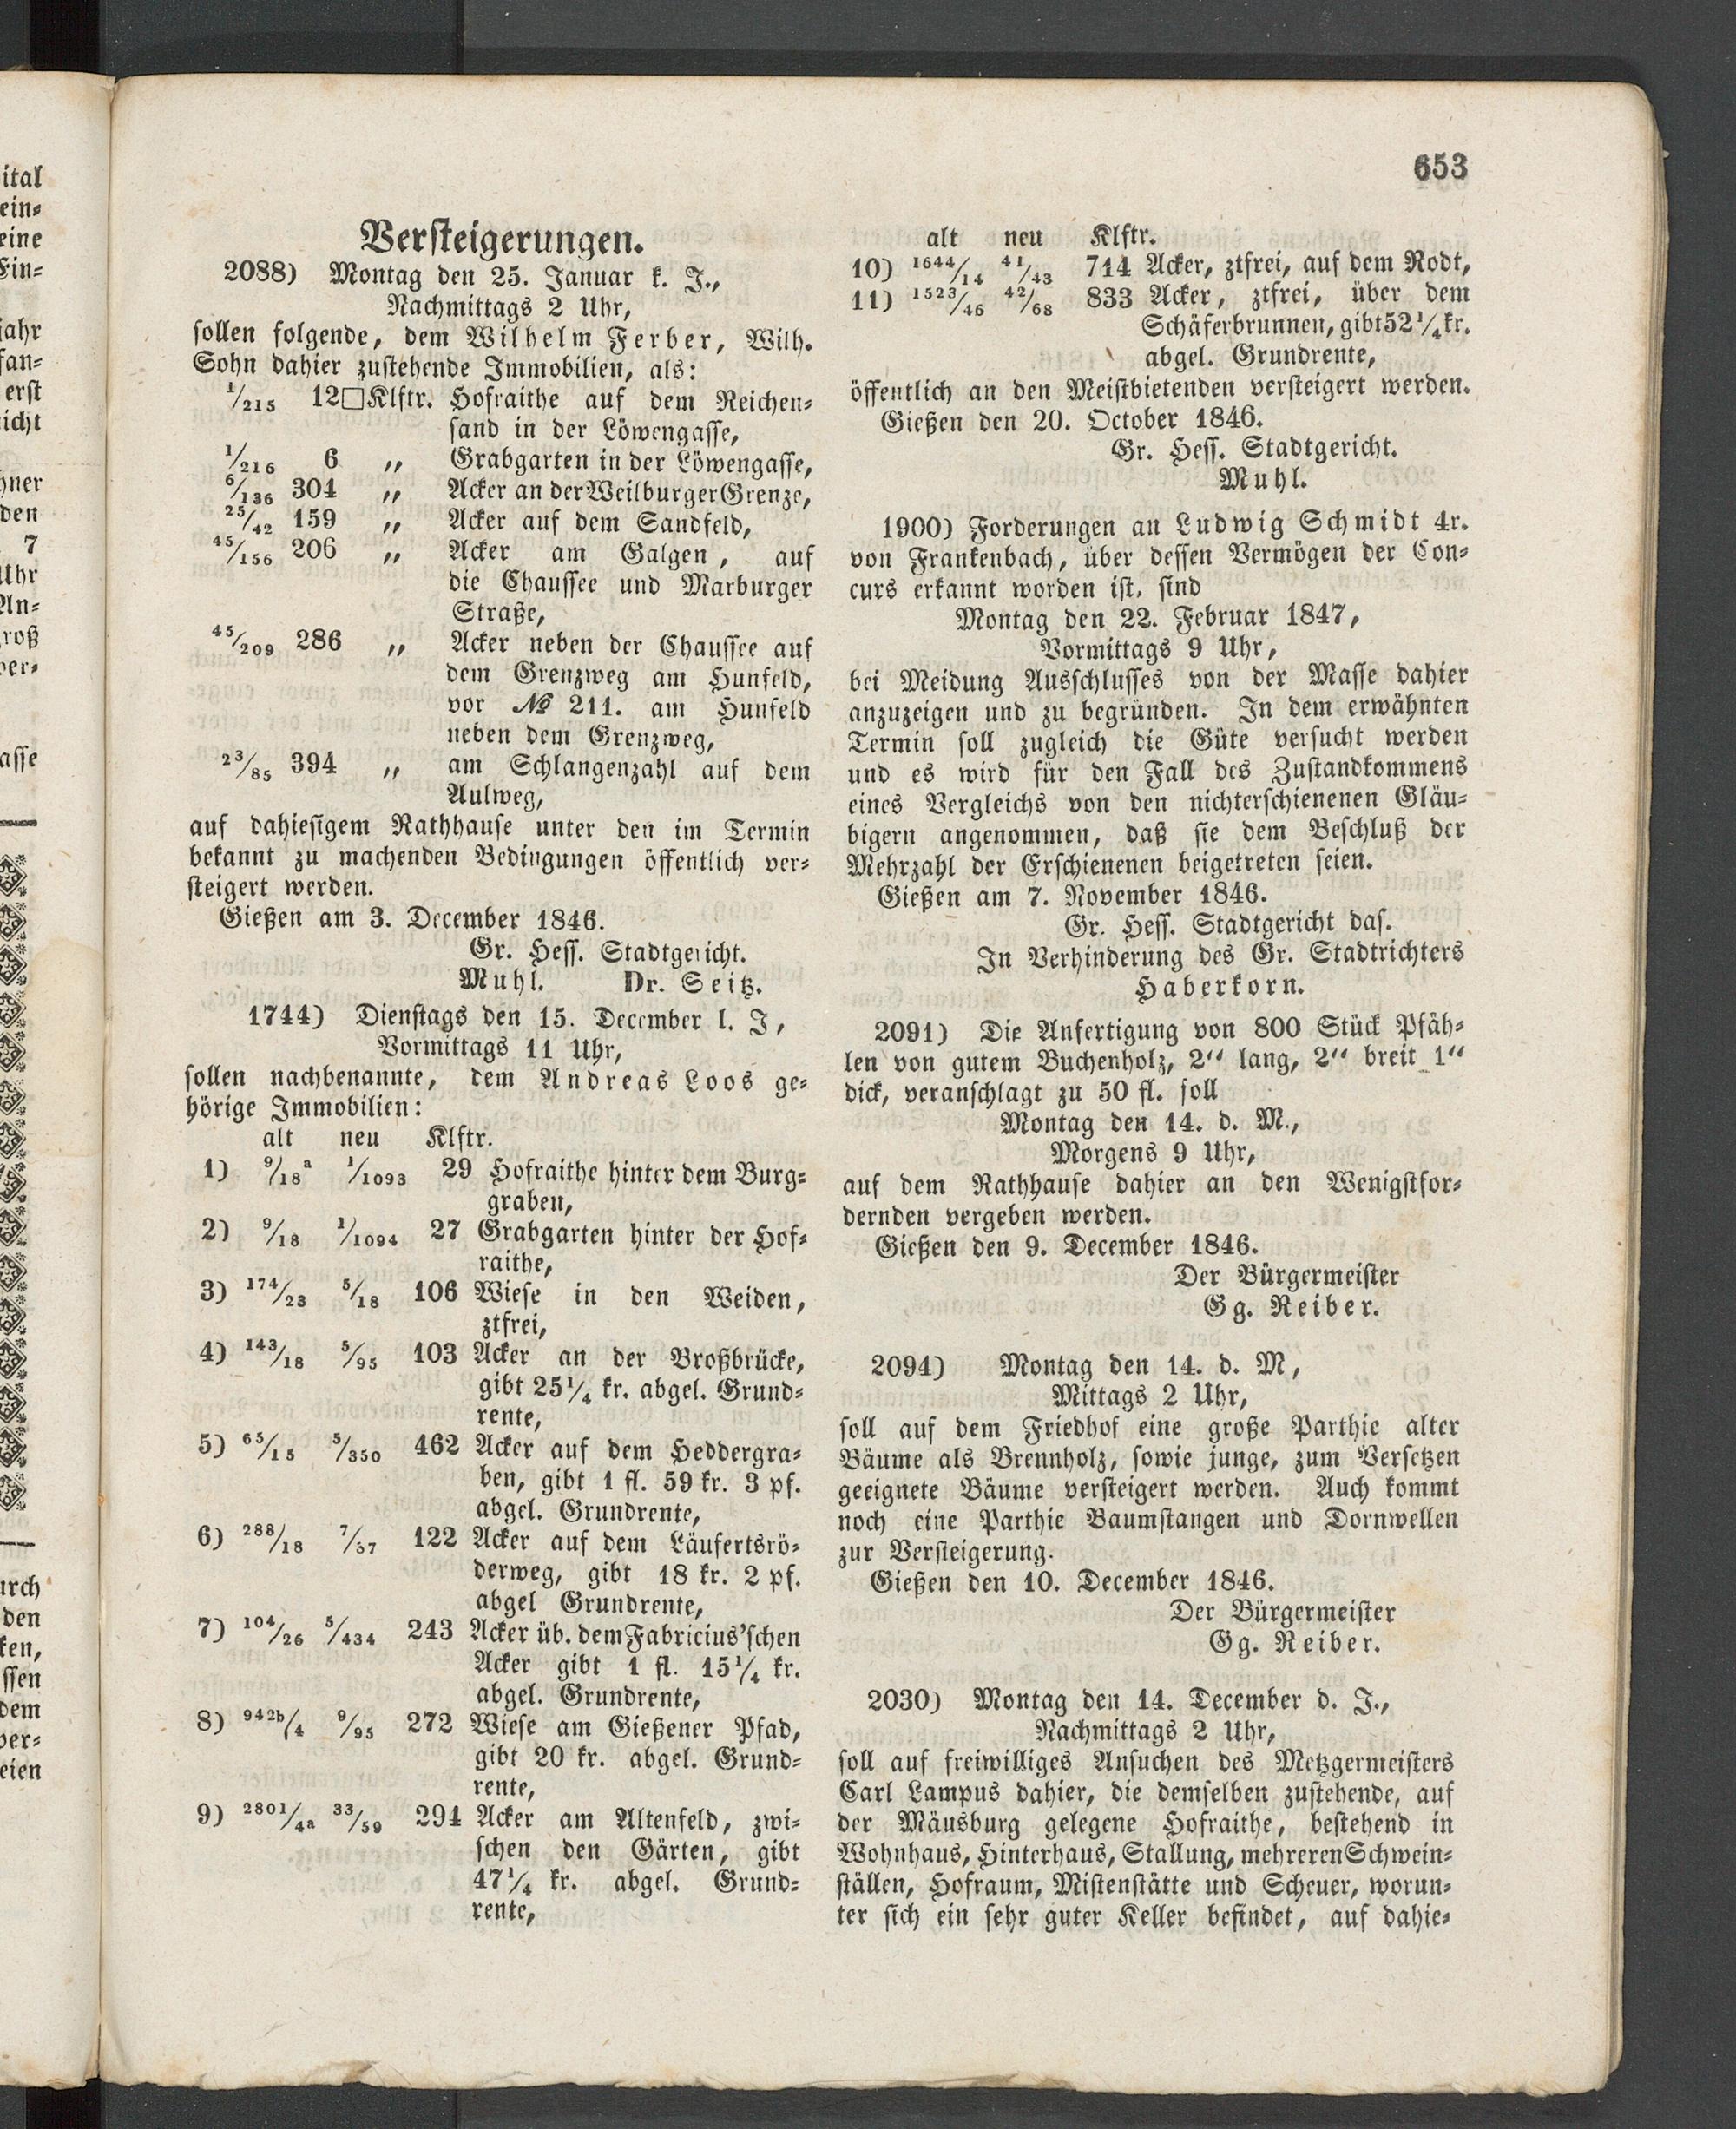 653
Versteigerungen.
2088) Montag den 25. Januar k. J.,
Nachmittags 2 Uhr,
sollen folgende, dem Wilhelm Ferber, Wilh.
Sohn dahier zustehende Immobilien, als:
1/215 12□Klftr. Hofraithe auf dem Reichen-
sand in der Löwengasse,
1/216 6 „ Grabgarten in der Löwengasse,
6/136 304 „ Acker an der Weilburger Grenze,
25/42 159 „ Acker auf dem Sandfeld,
45/156 206 „ Acker am Galgen, auf
die Chaussee und Marburger
Straße,
45/209 286 „ Acker neben der Chaussee auf
dem Grenzweg am Hunfeld,
vor № 211. am Hunfeld
neben dem Grenzweg,
23/85 394 „ am Schlangenzahl auf dem
Aulweg,
auf dahiesigem Rathhause unter den im Termin
bekannt zu machenden Bedingungen öffentlich ver-
steigert werden.
Gießen am 3. December 1846.
Gr. Hess. Stadtgericht.
Muhl. Dr. Seitz.
1744) Dienstags den 15. December l. J,
Vormittags 11 Uhr,
sollen nachbenannte, dem Andreas Loos ge-
hörige Immobilien:
alt neu Klftr.
1) 9/18a 1/1093 29 Hofraithe hinter dem Burg-
graben,
2) 9/18 1/1094 27 Grabgarten hinter der Hof-
raithe,
3) 174/23 5/18 106 Wiese in den Weiden,
ztfrei,
4) 143/18 5/95 103 Acker an der Broßbrücke,
gibt 25 1/4 kr. abgel. Grund-
rente,
5) 65/15 5/350 462 Acker auf dem Heddergra-
ben, gibt 1 fl. 59 kr. 3 pf.
abgel. Grundrente,
6) 288/18 7/37 122 Acker auf dem Läufertsrö-
derweg, gibt 18 kr. 2 pf.
abgel Grundrente,
7) 104/26 5/434 243 Acker üb. dem Fabricius'schen
Acker gibt 1 fl. 15 1/4 kr.
abgel. Grundrente,
8) 942b/4 9/95 272 Wiese am Gießener Pfad,
gibt 20 kr. abgel. Grund-
rente,
9) 2801/4a 33/59 294 Acker am Altenfeld, zwi-
schen den Gärten, gibt
47 1/4 kr. abgel. Grund-
rente,
alt neu Klftr.
10) 1644/14 41/43 714 Acker, ztfrei, auf dem Rodt,
11) 1523/46 42/68 833 Acker, ztfrei, über dem
Schäferbrunnen, gibt 52 1/4 kr.
abgel. Grundrente,
öffentlich an den Meistbietenden versteigert werden.
Gießen den 20. October 1846.
Gr. Hess. Stadtgericht.
Muhl.
1900) Forderungen an Ludwig Schmidt 4r.
von Frankenbach, über dessen Vermögen der Con-
curs erkannt worden ist, sind
Montag den 22. Februar 1847,
Vormittags 9 Uhr,
bei Meidung Ausschlusses von der Masse dahier
anzuzeigen und zu begründen. In dem erwähnten
Termin soll zugleich die Güte versucht werden
und es wird für den Fall des Zustandkommens
eines Vergleichs von den nichterschienenen Gläu-
bigern angenommen, daß sie dem Beschluß der
Mehrzahl der Erschienenen beigetreten seien.
Gießen am 7. November 1846.
Gr. Hess. Stadtgericht das.
In Verhinderung des Gr. Stadtrichters
Haberkorn.
2091) Die Anfertigung von 800 Stück Pfäh-
len von gutem Buchenholz, 2“ lang, 2“ breit 1“
dick, veranschlagt zu 50 fl. soll
Montag den 14. d. M.,
Morgens 9 Uhr,
auf dem Rathhause dahier an den Wenigstfor-
dernden vergeben werden.
Gießen den 9. December 1846.
Der Bürgermeister
Gg. Reiber.
2094) Montag den 14. d. M,
Mittags 2 Uhr,
soll auf dem Friedhof eine große Parthie alter
Bäume als Brennholz, sowie junge, zum Versetzen
geeignete Bäume versteigert werden. Auch kommt
noch eine Parthie Baumstangen und Dornwellen
zur Versteigerung.
Gießen den 10. December 1846.
Der Bürgermeister
Gg. Reiber.
2030) Montag den 14. December d. J.,
Nachmittags 2 Uhr,
soll auf freiwilliges Ansuchen des Metzgermeisters
Carl Lampus dahier, die demselben zustehende, auf
der Mäusburg gelegene Hofraithe, bestehend in
Wohnhaus, Hinterhaus, Stallung, mehreren Schwein-
ställen, Hofraum, Mistenstätte und Scheuer, worun-
ter sich ein sehr guter Keller befindet, auf dahie-